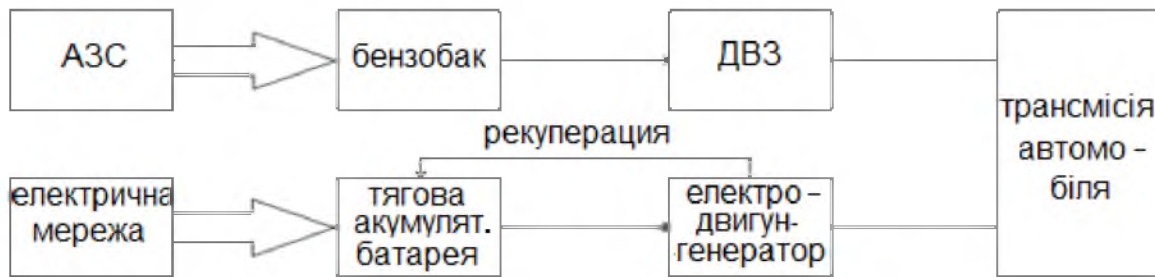 АЗС
бензобак
ДВЗ
трансмісія
автомо –
біля
рекуперация
електрична
мережа
тягова
акумулят.
батарея
електро –
двигун-
генератор